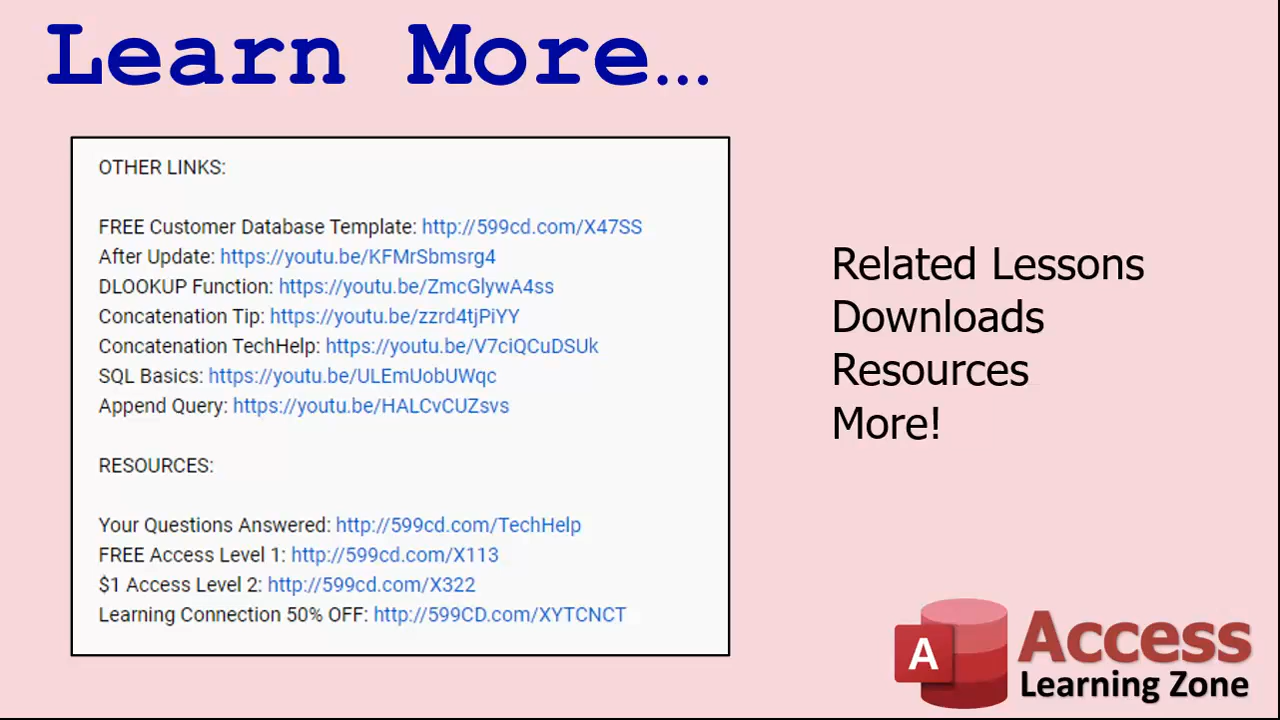 Learn More...
OTHER LINKS:
FREE Customer Database Template: http://599cd.com/X47SS
After Update: https://youtu.be/KFMrSbmsrg4
DLOOKUP Function: https://youtu.be/ZmcGlywA4ss
Concatenation Tip: https://youtu.be/zzrd4tjPiYY
Concatenation TechHelp: https://youtu.be/V7ciQCuDSUk
SQL Basics: https://youtu.be/ULEmUobUWqc
Append Query: https://youtu.be/HALCvCUZsvs
RESOURCES:
Your Questions Answered: http://599cd.com/TechHelp
FREE Access Level 1: http://599cd.com/X113
$1 Access Level 2: http://599cd.com/X322
Learning Connection 50% OFF: http://599CD.com/XYTCNCT
Related Lessons
Downloads
Resources
More!
A
Access
Learning Zone